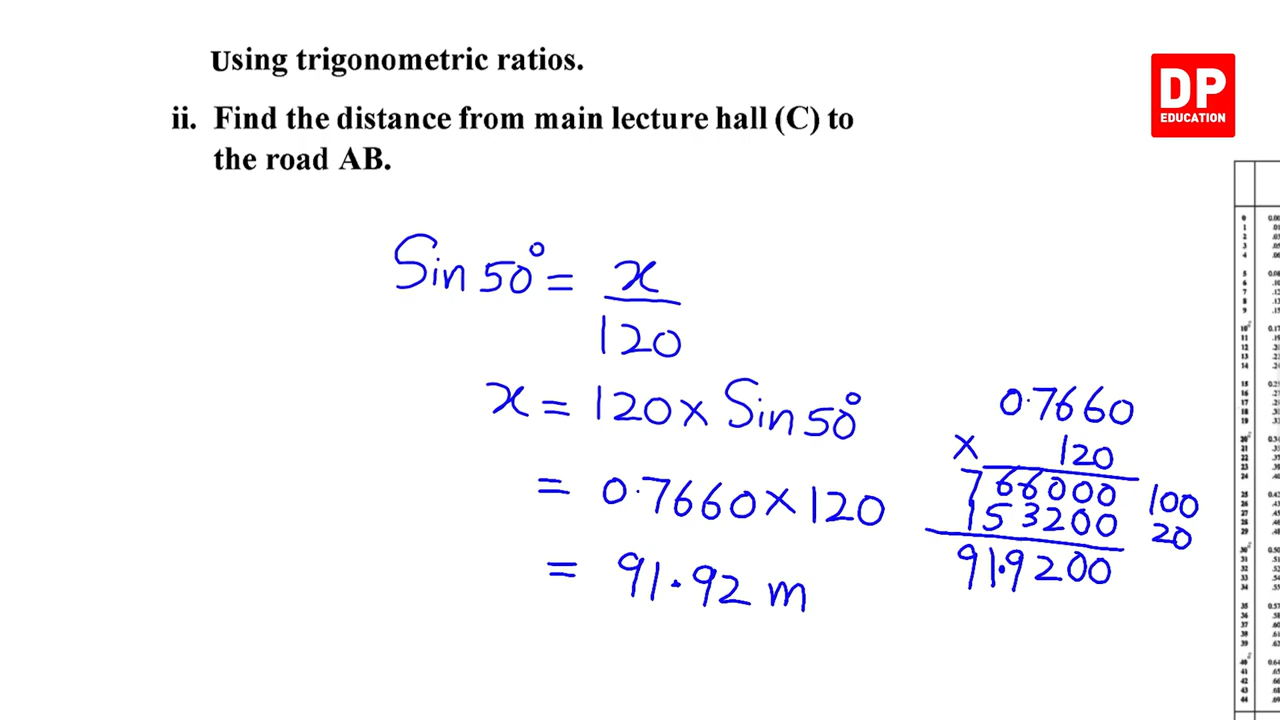 Using trigonometric ratios.
DP
EDUCATION
ii. Find the distance from main lecture hall (C) to
the road AB.
Sin 50° = x
120
x = 120 × Sin 50°
= 0.7660 × 120
= 91.92 m
0.7660
× 120
766000 100
153200 20
91.9200